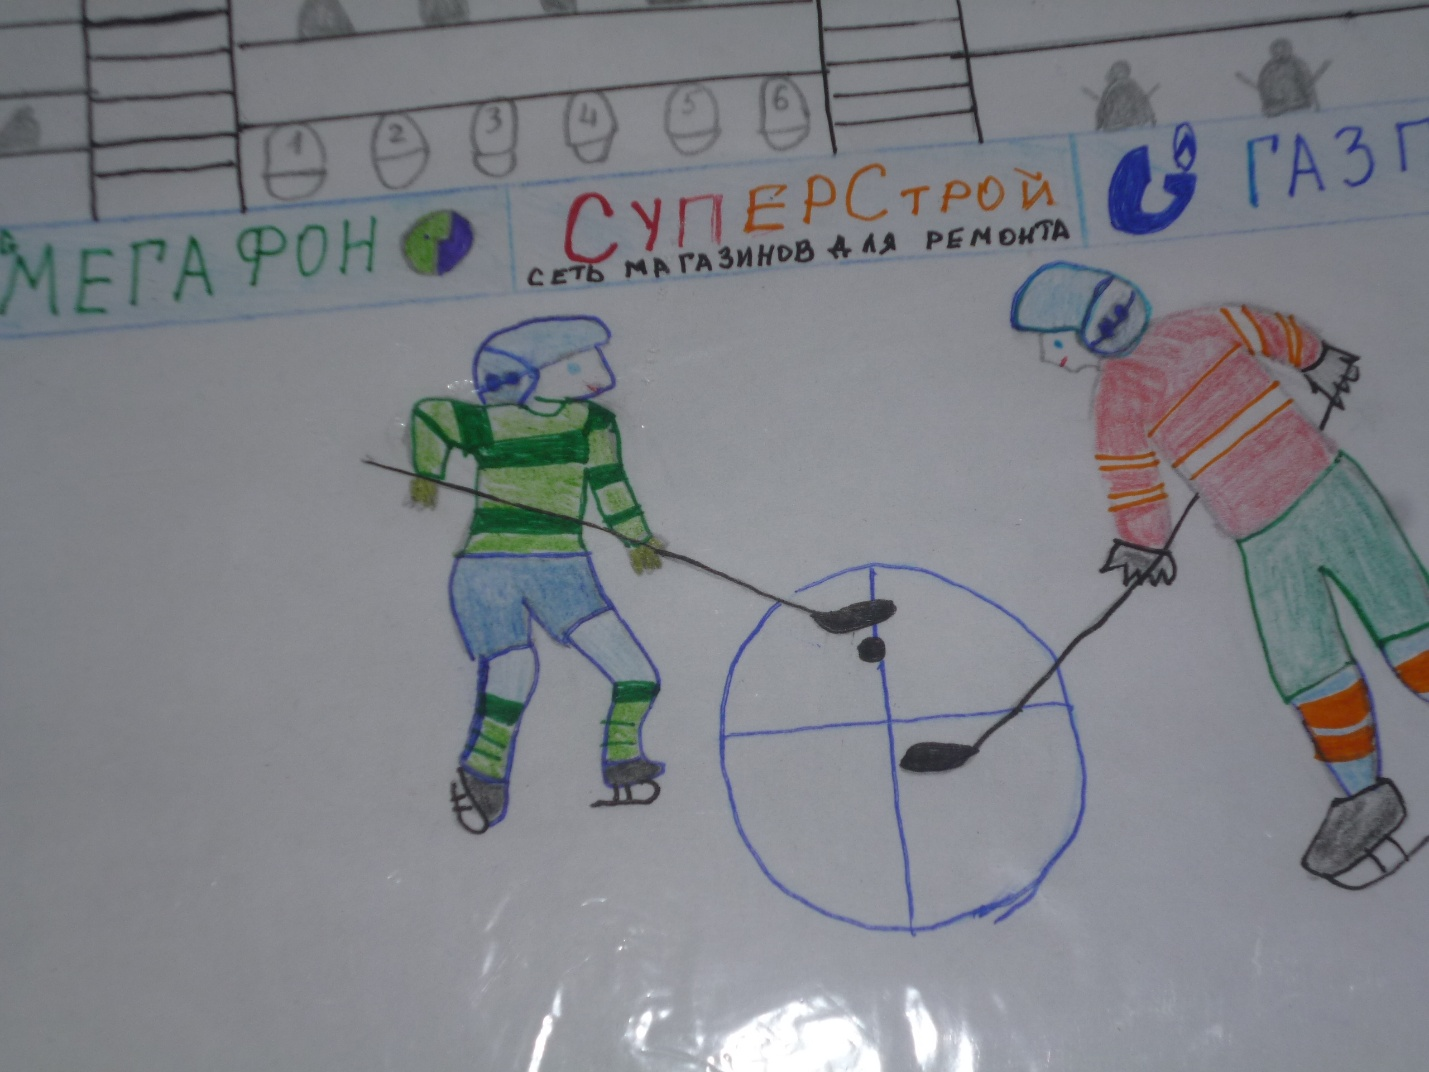 1 2 3 4 5 6
МЕГАФОН
СУПЕРСТРОЙ
СЕТЬ МАГАЗИНОВ ДЛЯ РЕМОНТА
ГАЗП